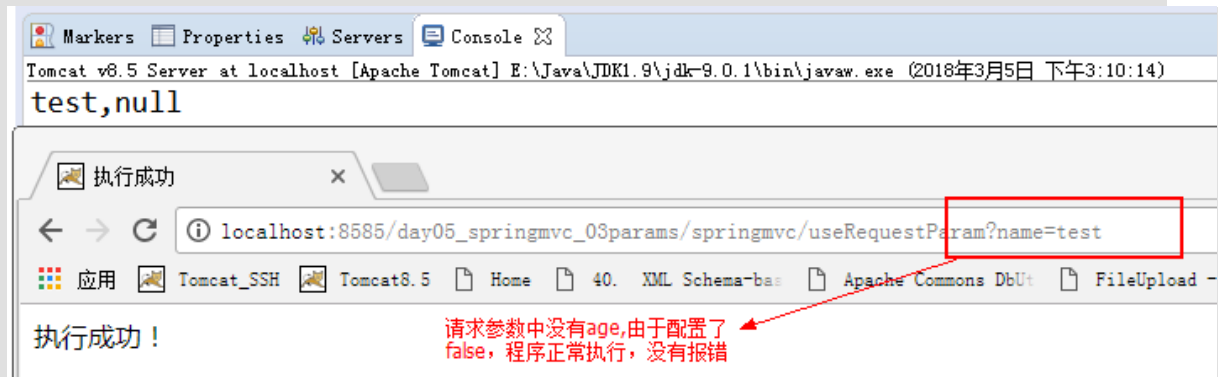 Markers Properties Servers Console
Tomcat v8.5 Server at localhost [Apache Tomcat] E:\Java\JDK1.9\jdk-9.0.1\bin\javaw.exe (2018年3月5日 下午3:10:14)
test,null
执行成功
localhost:8585/day05_springmvc_03params/springmvc/useRequestParam?name=test
应用 Tomcat_SSH Tomcat8.5 Home 40. XML Schema-bas Apache Commons DbUt FileUpload -
执行成功！
请求参数中没有age,由于配置了
false，程序正常执行，没有报错